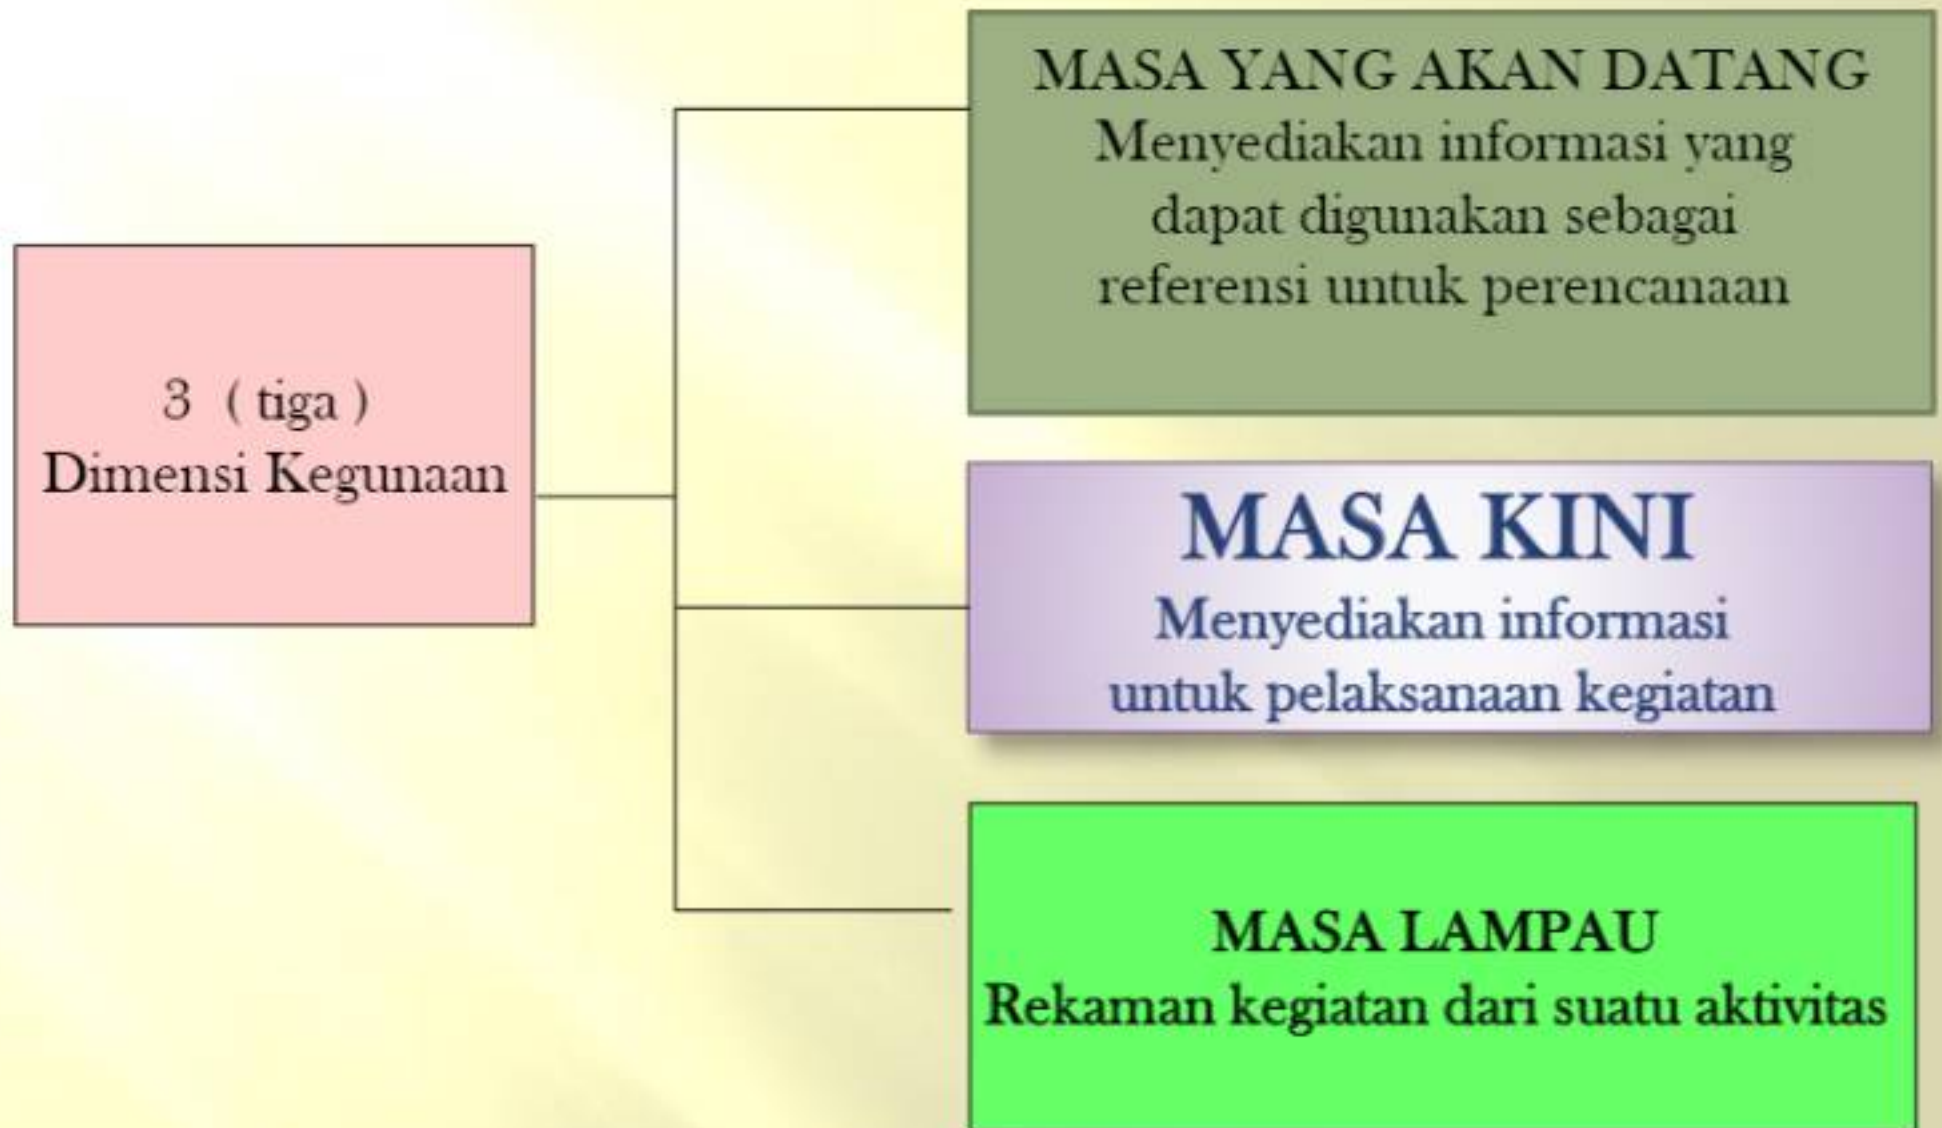 3 ( tiga )
Dimensi Kegunaan
MASA YANG AKAN DATANG
Menyediakan informasi yang
dapat digunakan sebagai
referensi untuk perencanaan
MASA KINI
Menyediakan informasi
untuk pelaksanaan kegiatan
MASA LAMPAU
Rekaman kegiatan dari suatu aktivitas